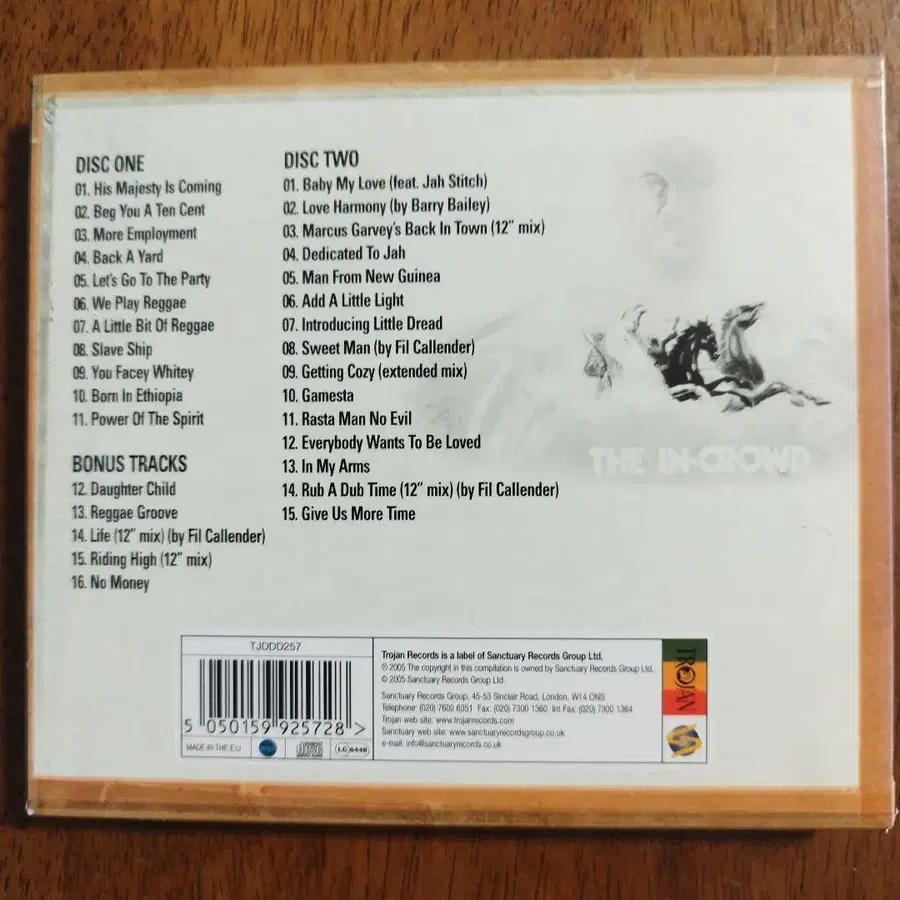 DISC ONE
01. His Majesty Is Coming
02. Beg You A Ten Cent
03. More Employment
04. Back A Yard
05. Let's Go To The Party
06. We Play Reggae
07. A Little Bit Of Reggae
08. Slave Ship
09. You Facey Whitey
10. Born In Ethiopia
11. Power Of The Spirit
BONUS TRACKS
12. Daughter Child
13. Reggae Groove
14. Life (12" mix) (by Fil Callender)
15. Riding High (12" mix)
16. No Money
DISC TWO
01. Baby My Love (feat. Jah Stitch)
02. Love Harmony (by Barry Bailey)
03. Marcus Garvey's Back In Town (12" mix)
04. Dedicated To Jah
05. Man From New Guinea
06. Add A Little Light
07. Introducing Little Dread
08. Sweet Man (by Fil Callender)
09. Getting Cozy (extended mix)
10. Gamesta
11. Rasta Man No Evil
12. Everybody Wants To Be Loved
13. In My Arms
14. Rub A Dub Time (12" mix) (by Fil Callender)
15. Give Us More Time
THE IN-CROWD
TJDDD257
5 050159 925728 >
MADE IN THE E.U
LC 6448
Trojan Records is a label of Sanctuary Records Group Ltd.
℗ 2005 The copyright in this compilation is owned by Sanctuary Records Group Ltd.
© 2005 Sanctuary Records Group Ltd.
Sanctuary Records Group, 45-53 Sinclair Road, London, W14 0NS
Telephone: (020) 7602 6351 Fax: (020) 7300 1360 Int Fax: (020) 7300 1364
Trojan web site: www.trojanrecords.com
Sanctuary web site: www.sanctuaryrecordsgroup.co.uk
e-mail: info@sanctuaryrecords.co.uk
TROJAN